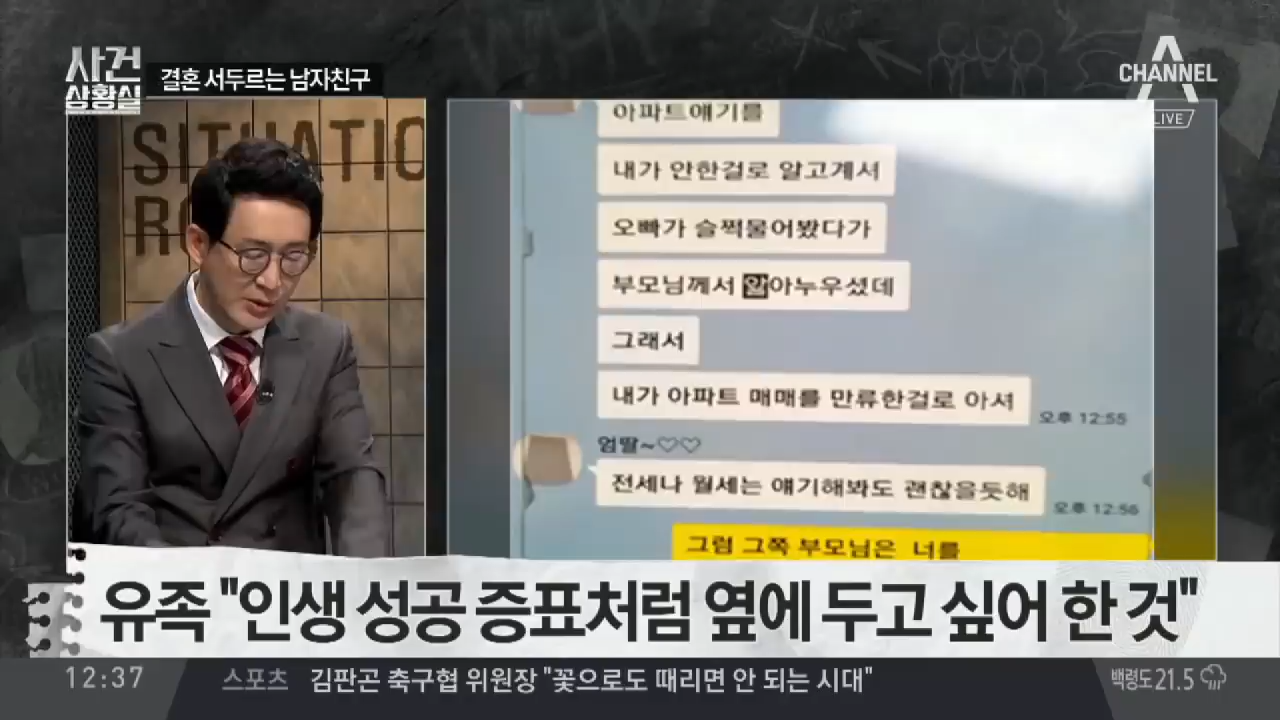 사건
상황실
결혼 서두르는 남자친구
CHANNEL
LIVE
SITUATIO
RO
아파트얘기를
내가 안한걸로 알고계셔
오빠가 슬쩍물어봤다가
부모님께서 알아누우셨데
그래서
내가 아파트 매매를 만류한걸로 아셔
오후 12:55
엄딸~♡♡
전세나 월세는 얘기해봐도 괜찮을듯해
오후 12:56
그럼 그쪽 부모님은 너를
유족 "인생 성공 증표처럼 옆에 두고 싶어 한 것"
12:37 스포츠 김판곤 축구협 위원장 "꽃으로도 때리면 안 되는 시대" 백령도 21.5